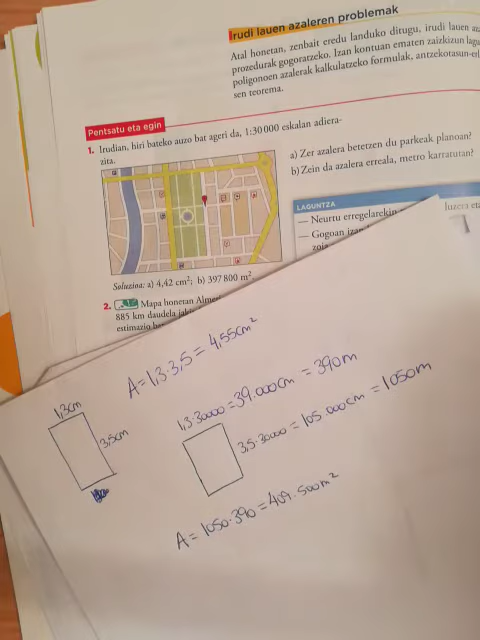 Irudi lauen azaleren problemak
Atal honetan, zenbait eredu landuko ditugu, irudi lauen
prozedurak gogoratzeko. Izan kontuan ematen zaizkizun
poligonoen azalerak kalkulatzeko formulak,
sen teorema.
Pentsatu eta egin
1. Irudian, hiri bateko auzo bat ageri da, 1:30 000 eskalan adiera-
zita.
a) Zer azalera betetzen du parkeak planoan?
b) Zein da azalera erreala, metro karratutan?
LAGUNTZA
— Neurtu erregelarekin
luzera
— Gogoan
Soluzioa: a) 4,42 cm²; b) 397 800 m².
2. Mapa honetan
885 km daudela
estimazio
A = 1,3·3,5 = 4,55cm²
1,3cm
3,5cm
1,3·30000 = 39.000cm = 390m
3,5·30000 = 105.000cm = 1050m
A = 1050·390 = 409.500m²